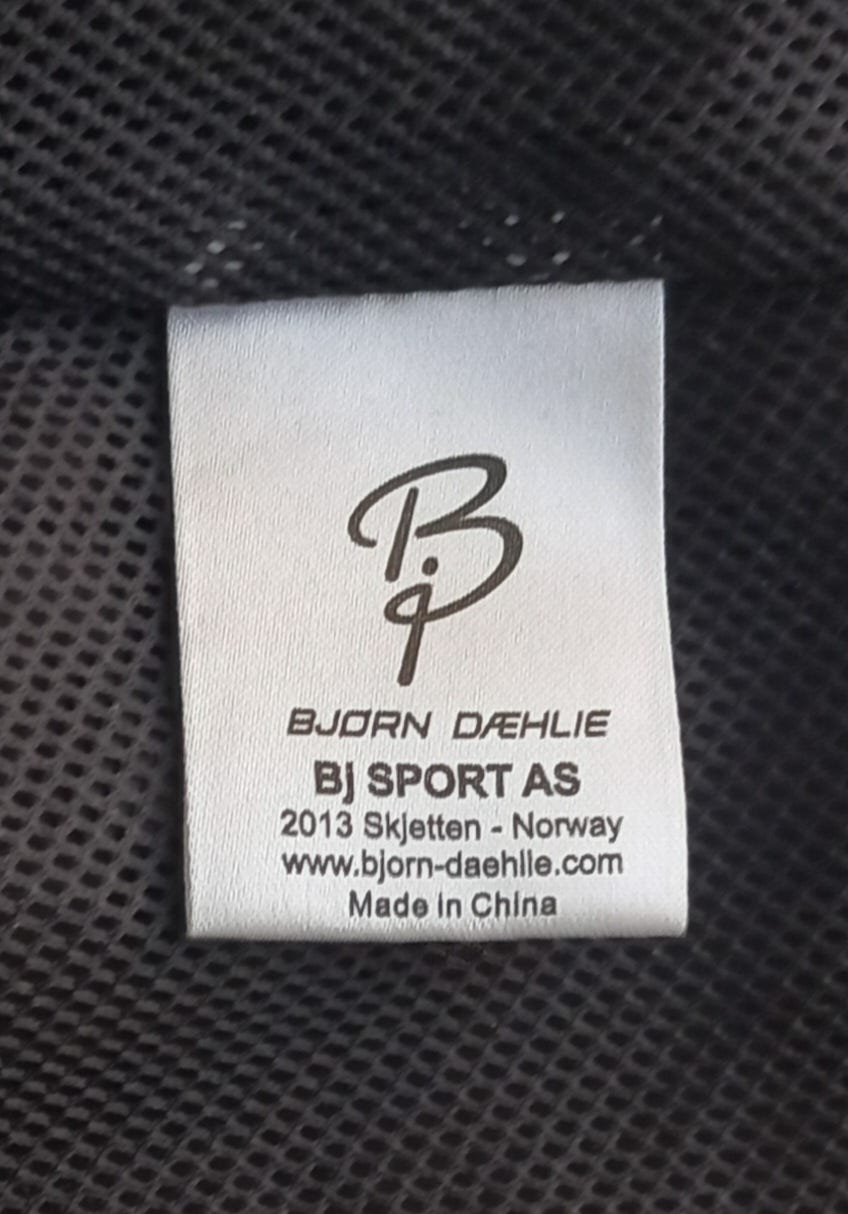 Bj
BJØRN DÆHLIE
Bj SPORT AS
2013 Skjetten - Norway
www.bjorn-daehlie.com
Made in China